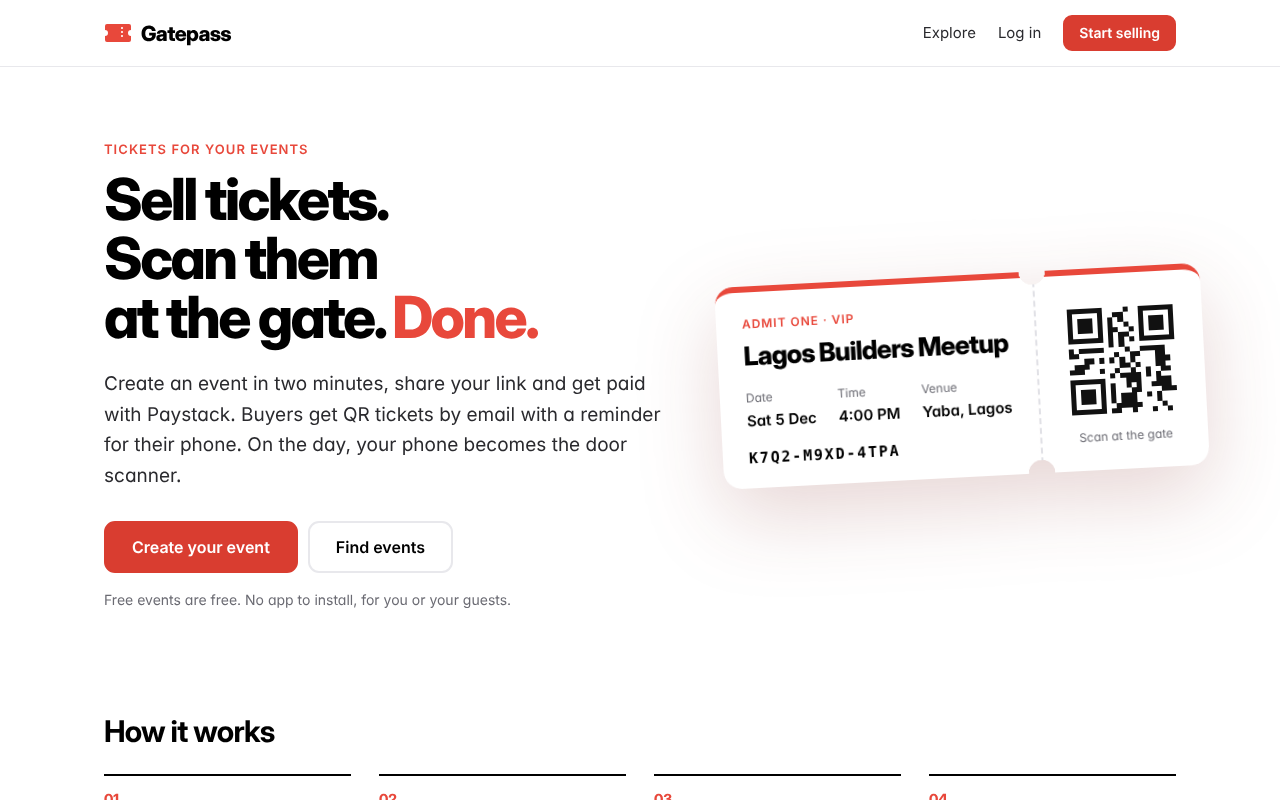 Gatepass
Explore
Log in
Start selling
TICKETS FOR YOUR EVENTS
Sell tickets.
Scan them
at the gate. Done.
Create an event in two minutes, share your link and get paid
with Paystack. Buyers get QR tickets by email with a reminder
for their phone. On the day, your phone becomes the door
scanner.
Create your event
Find events
Free events are free. No app to install, for you or your guests.
ADMIT ONE · VIP
Lagos Builders Meetup
Date
Time
Venue
Sat 5 Dec
4:00 PM
Yaba, Lagos
K7Q2-M9XD-4TPA
Scan at the gate
How it works
01
02
03
04